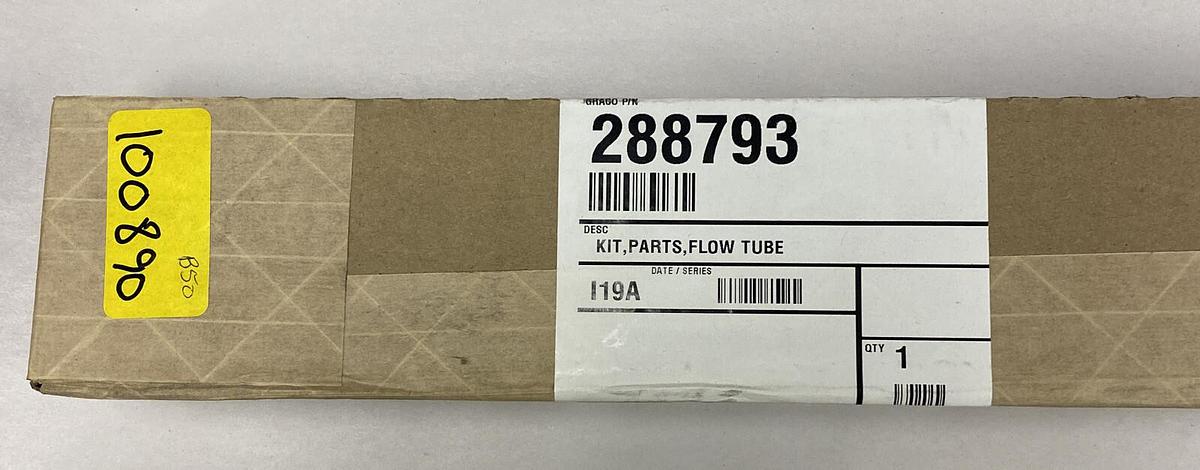 100890
B50
GRACO P/N
288793
DESC
KIT,PARTS,FLOW TUBE
DATE / SERIES
I19A
QTY
1